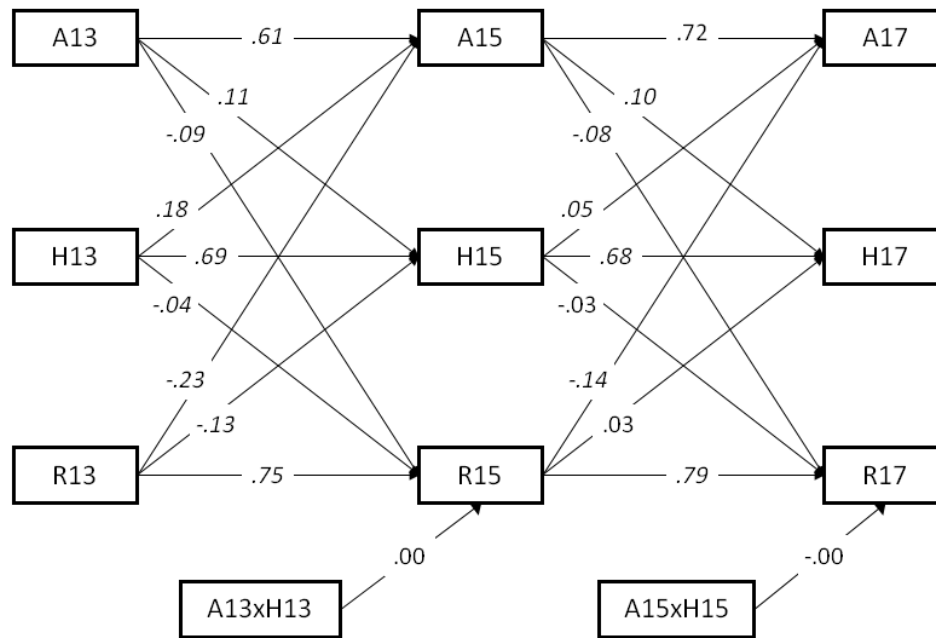 A13 .61 A15 .72 A17
.11 .10
-.09 -.08
.18 .05
H13 .69 H15 .68 H17
-.04 -.03
-.23 -.14
-.13 .03
R13 .75 R15 .79 R17
.00 -.00
A13xH13 A15xH15